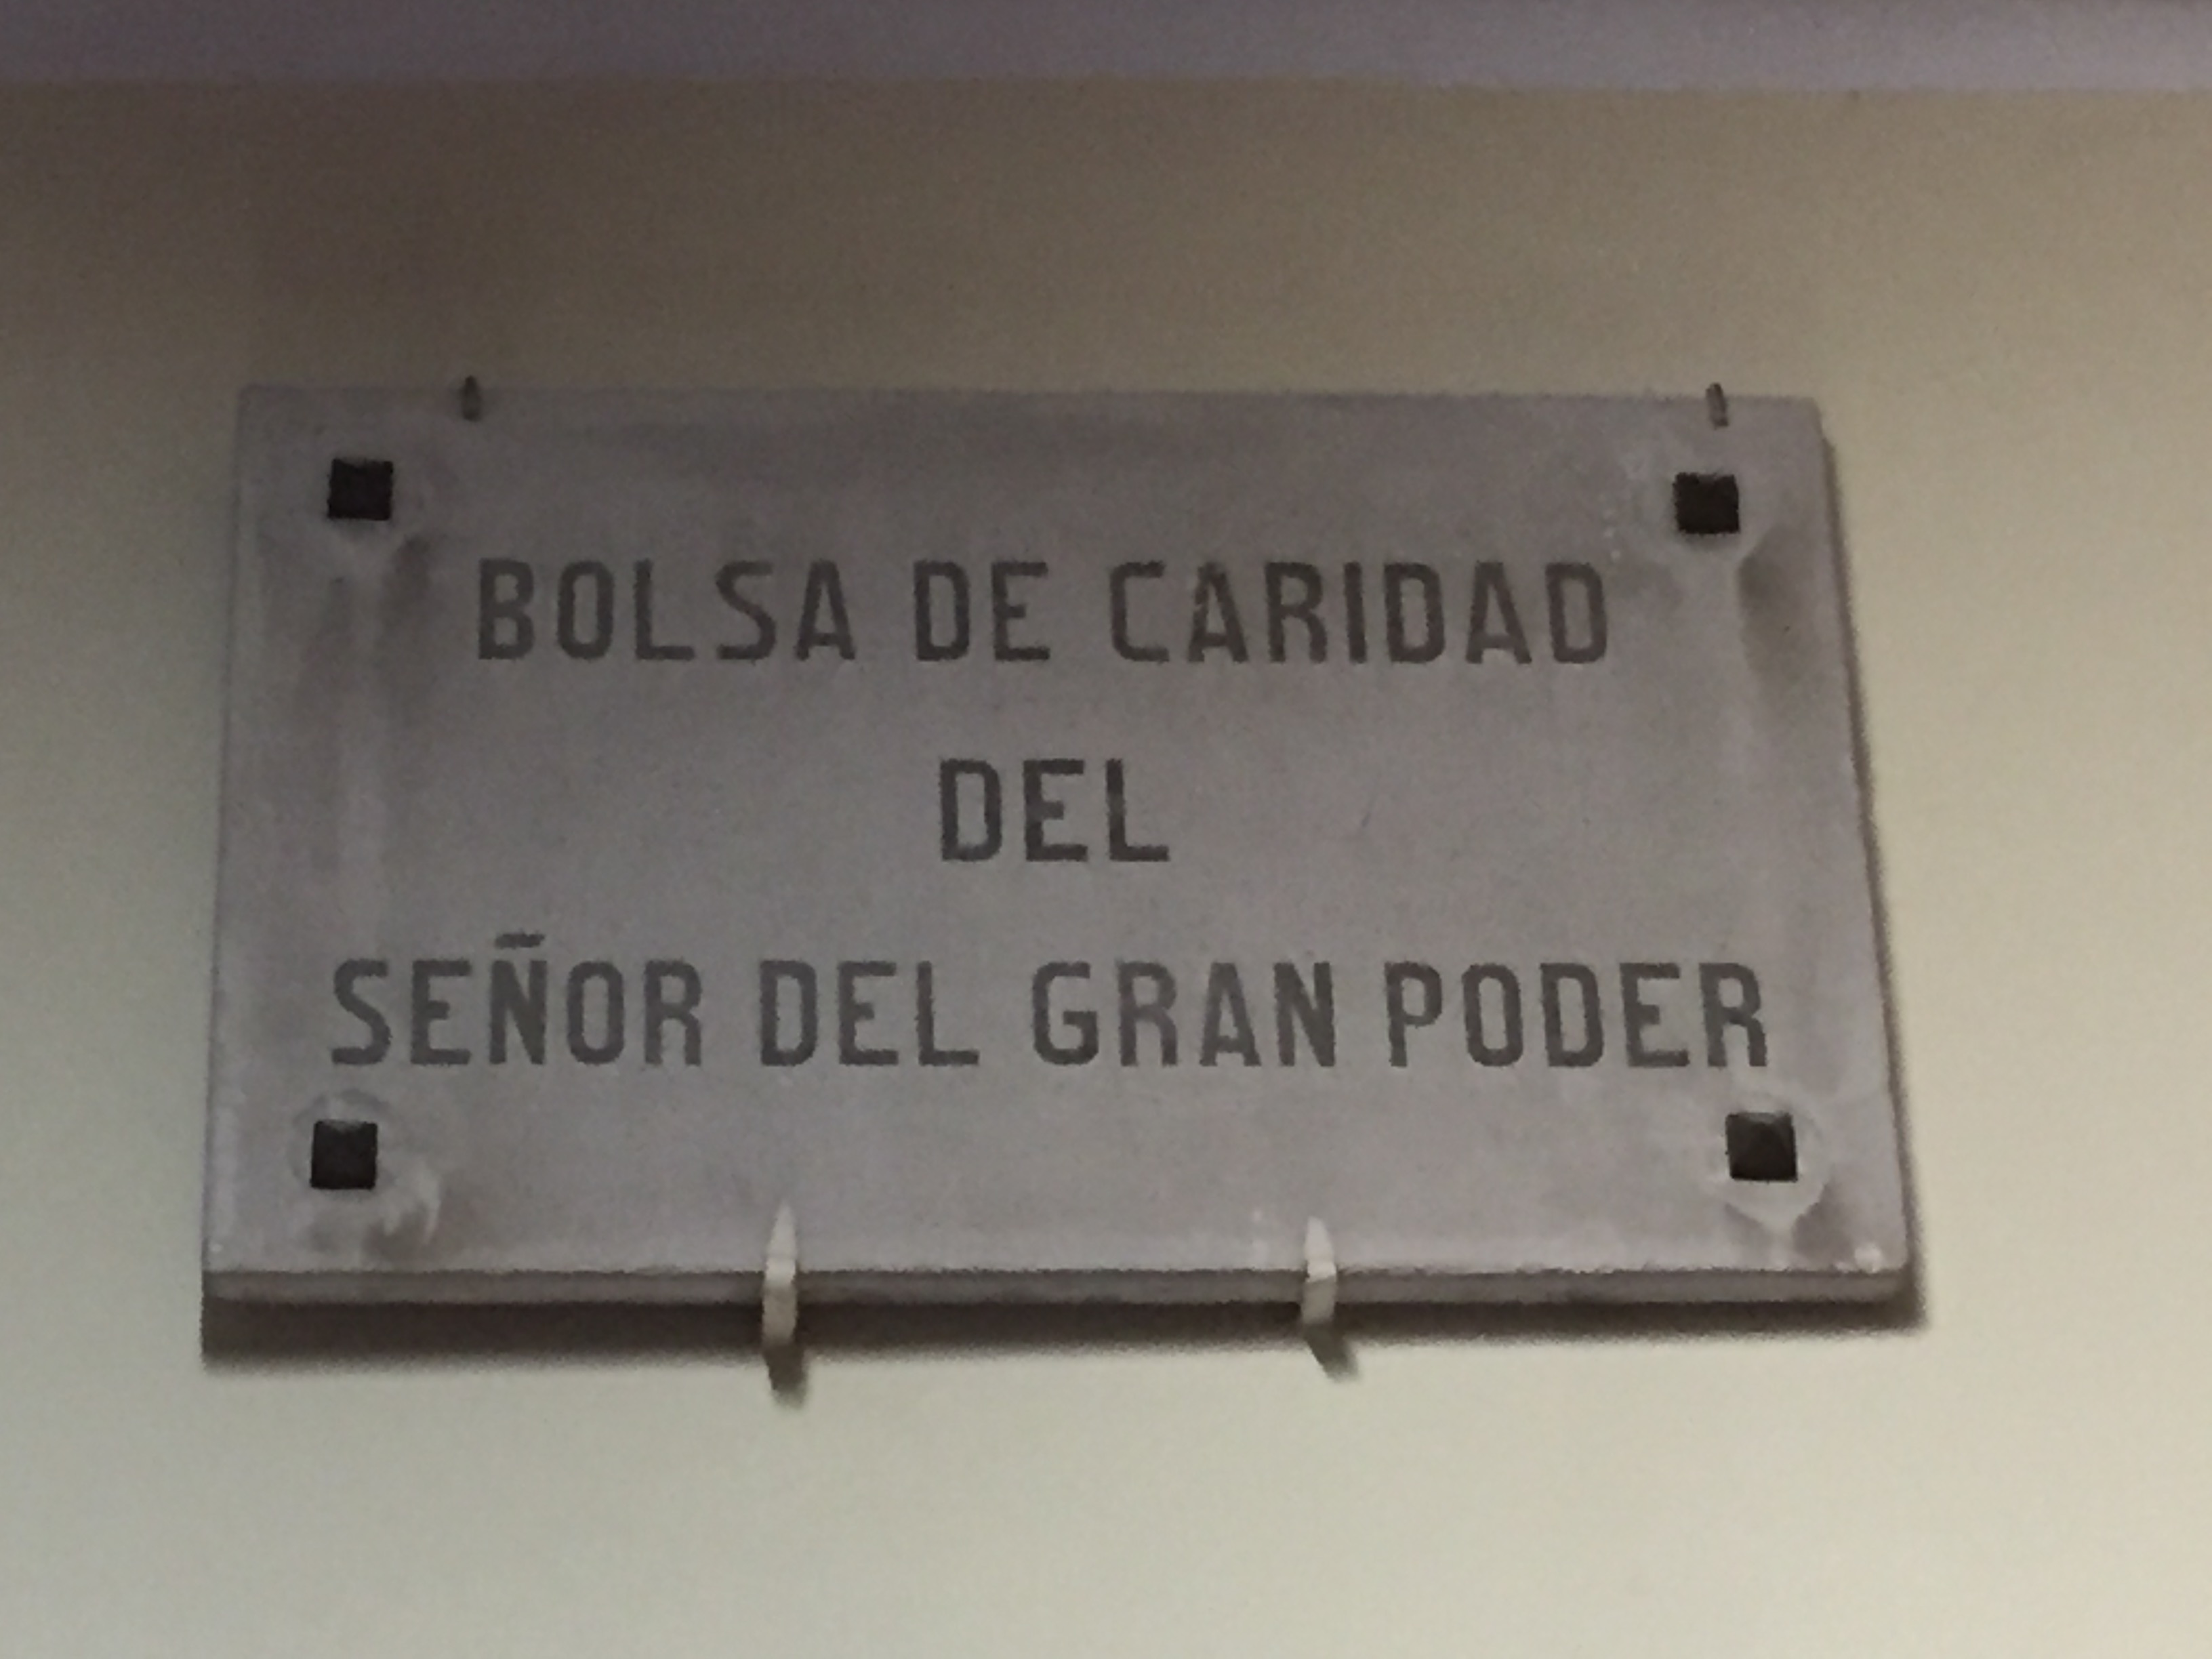 BOLSA DE CARIDAD
DEL
SEÑOR DEL GRAN PODER